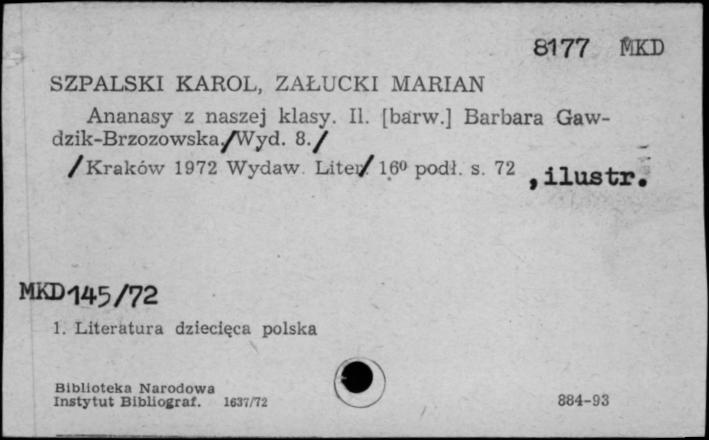 8177 MKD
SZPALSKI KAROL, ZAŁUCKI MARIAN
Ananasy z naszej klasy. Il. [barw.] Barbara Gaw-
dzik-Brzozowska./Wyd. 8./
/Kraków 1972 Wydaw. Liter/ 16⁰ podł. s. 72 , ilustr.
MKD 145/72
1. Literatura dziecięca polska
Biblioteka Narodowa
Instytut Bibliograf. 1637/72
884-93